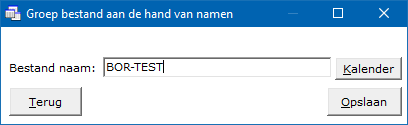 Groep bestand aan de hand van namen
Bestand naam: BOR-TEST Kalender
Terug Opslaan